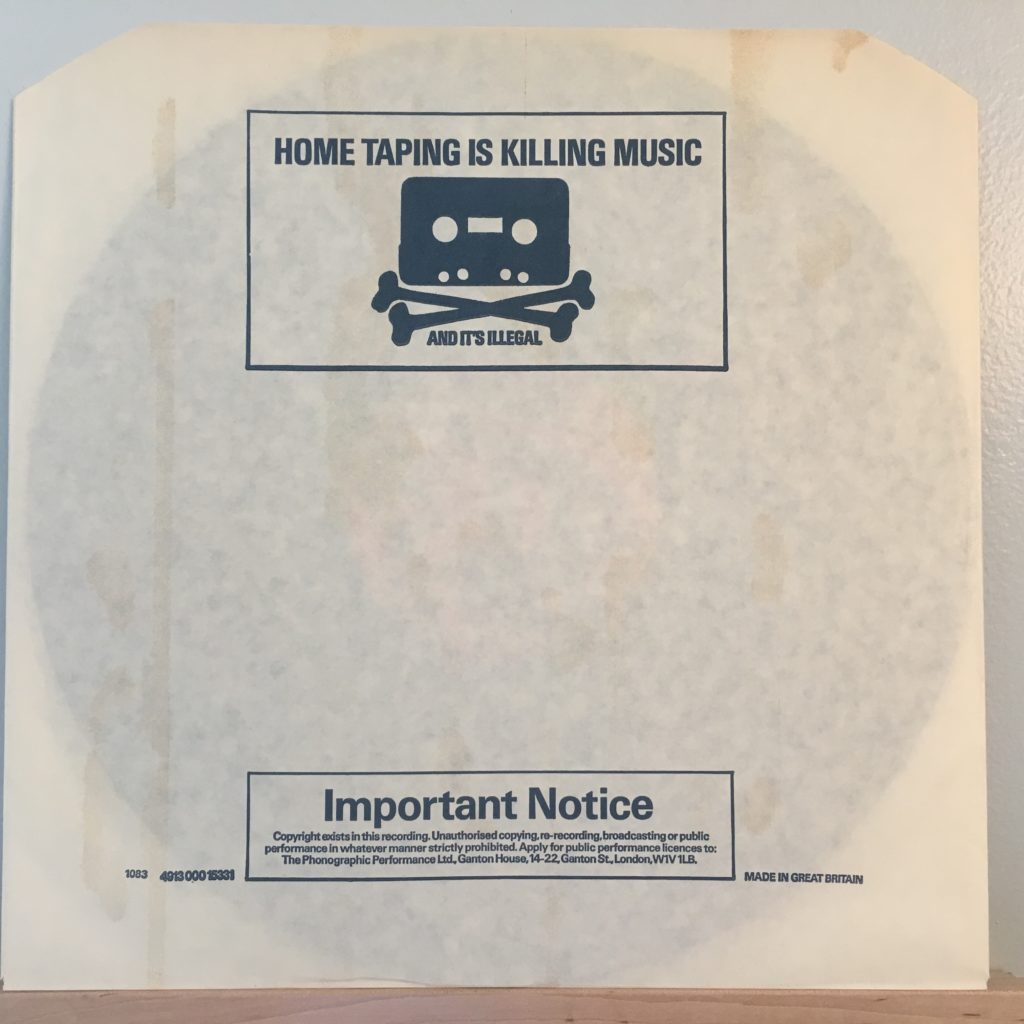 HOME TAPING IS KILLING MUSIC
AND IT'S ILLEGAL
Important Notice
Copyright exists in this recording. Unauthorised copying, re-recording, broadcasting or public
performance in whatever manner strictly prohibited. Apply for public performance licences to:
The Phonographic Performance Ltd., Ganton House, 14-22, Ganton St., London, W1V 1LB.
1083 4913 000 15331
MADE IN GREAT BRITAIN